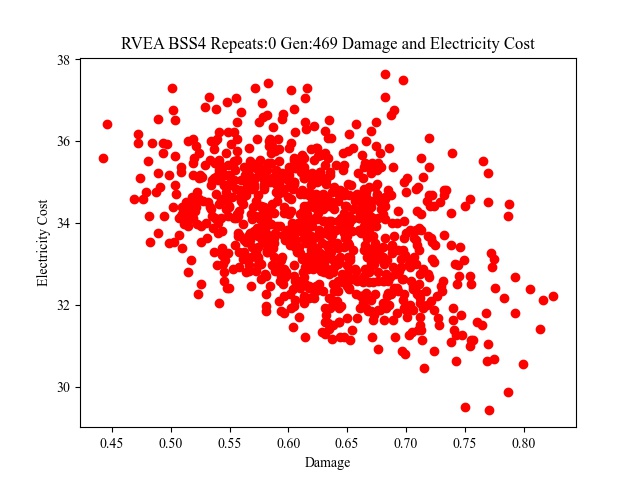 RVEA BSS4 Repeats:0 Gen:469 Damage and Electricity Cost
38
36
34
32
30
Electricity Cost
0.45 0.50 0.55 0.60 0.65 0.70 0.75 0.80
Damage